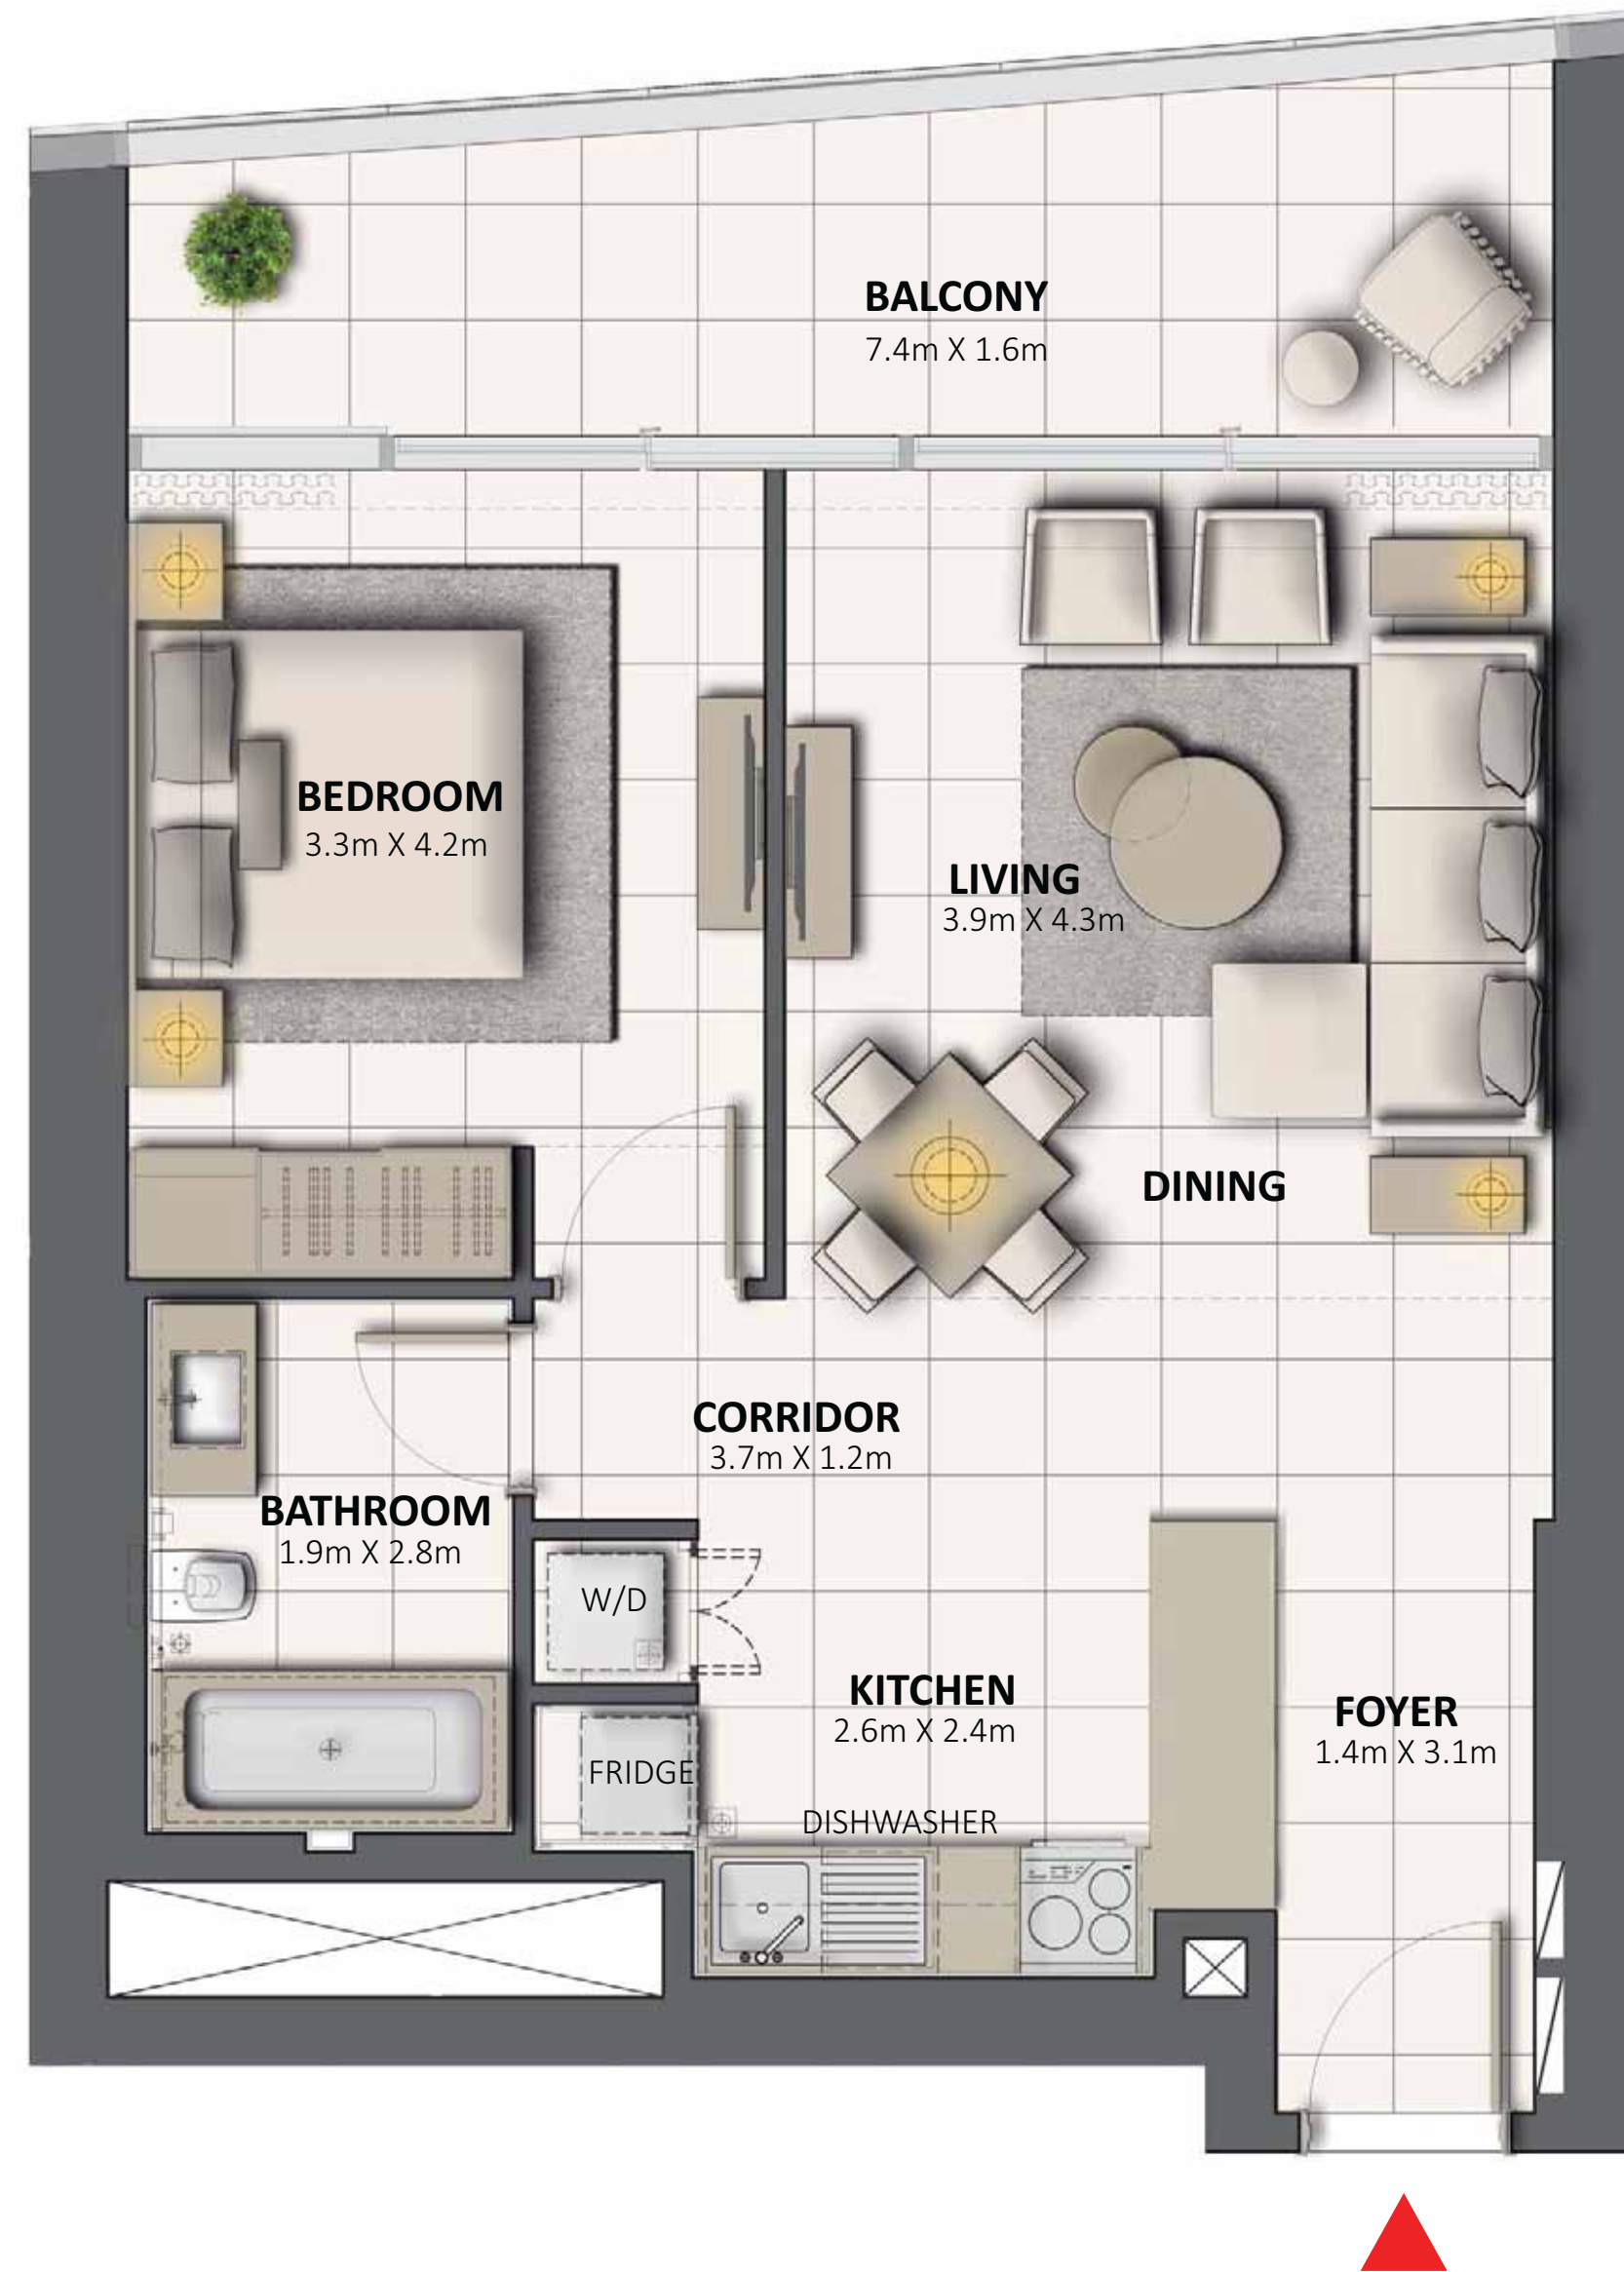 BALCONY
7.4m X 1.6m
BEDROOM
3.3m X 4.2m
LIVING
3.9m X 4.3m
DINING
CORRIDOR
3.7m X 1.2m
BATHROOM
1.9m X 2.8m
W/D
KITCHEN
2.6m X 2.4m
FOYER
1.4m X 3.1m
FRIDGE
DISHWASHER